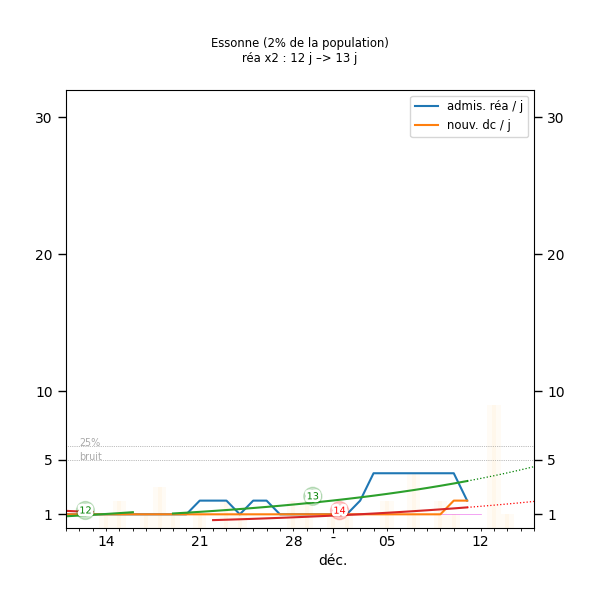 Essonne (2% de la population)
réa x2 : 12 j –> 13 j
admis. réa / j
nouv. dc / j
30 30
20 20
10 10
25%
5 bruit 5
13
12 14
1 1
14 21 28 - 05 12
déc.